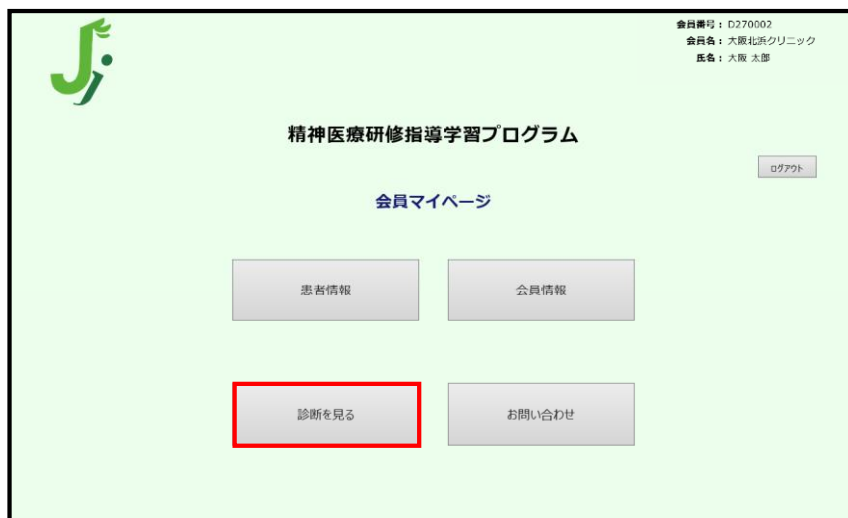 会員番号： D270002
会員名： 大阪北浜クリニック
氏名： 大阪 太郎
精神医療研修指導学習プログラム
ログアウト
会員マイページ
患者情報
会員情報
診断を見る
お問い合わせ